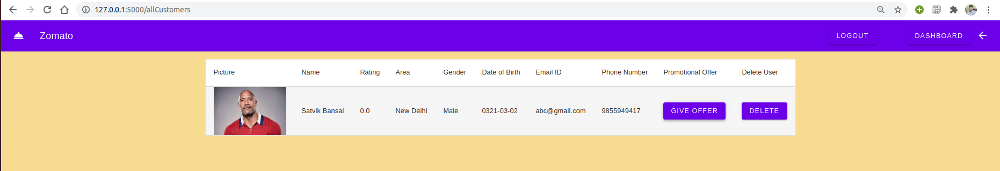 127.0.0.1:5000/allCustomers
Zomato LOGOUT DASHBOARD
Picture Name Rating Area Gender Date of Birth Email ID Phone Number Promotional Offer Delete User
Satvik Bansal 0.0 New Delhi Male 0321-03-02 abc@gmail.com 9855949417 GIVE OFFER DELETE